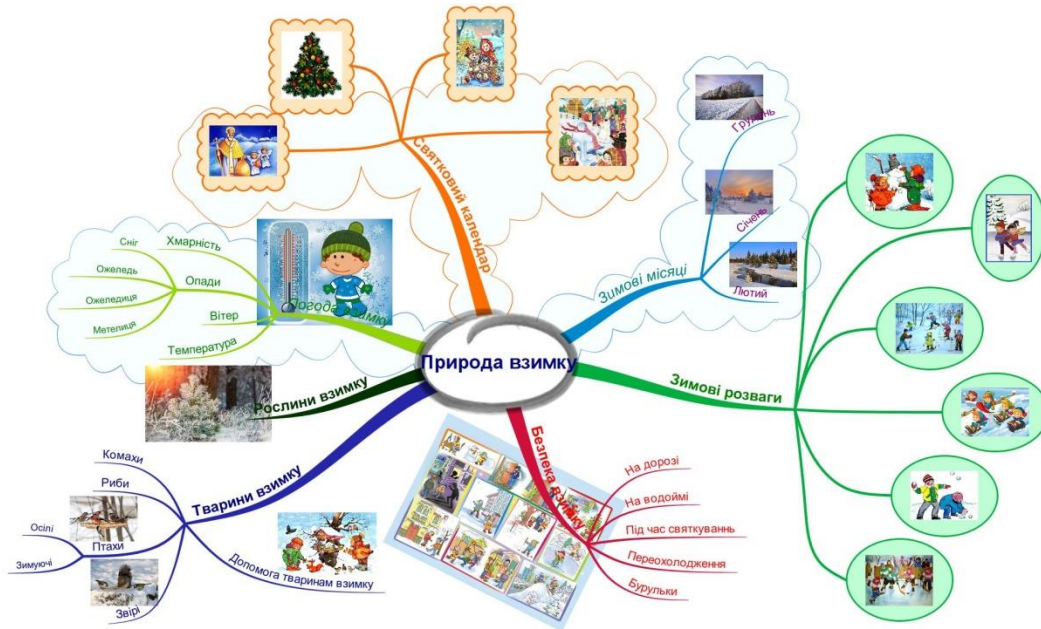 Природа взимку
Святковий календар
Зимові місяці
Грудень
Січень
Лютий
Зимові розваги
Безпека взимку
На дорозі
На водоймі
Під час святкуваннь
Переохолодження
Бурульки
Тварини взимку
Комахи
Риби
Птахи
Осілі
Зимуючі
Звірі
Допомога тваринам взимку
Рослини взимку
Погода взимку
Хмарність
Опади
Сніг
Ожеледь
Ожеледиця
Метелиця
Вітер
Температура